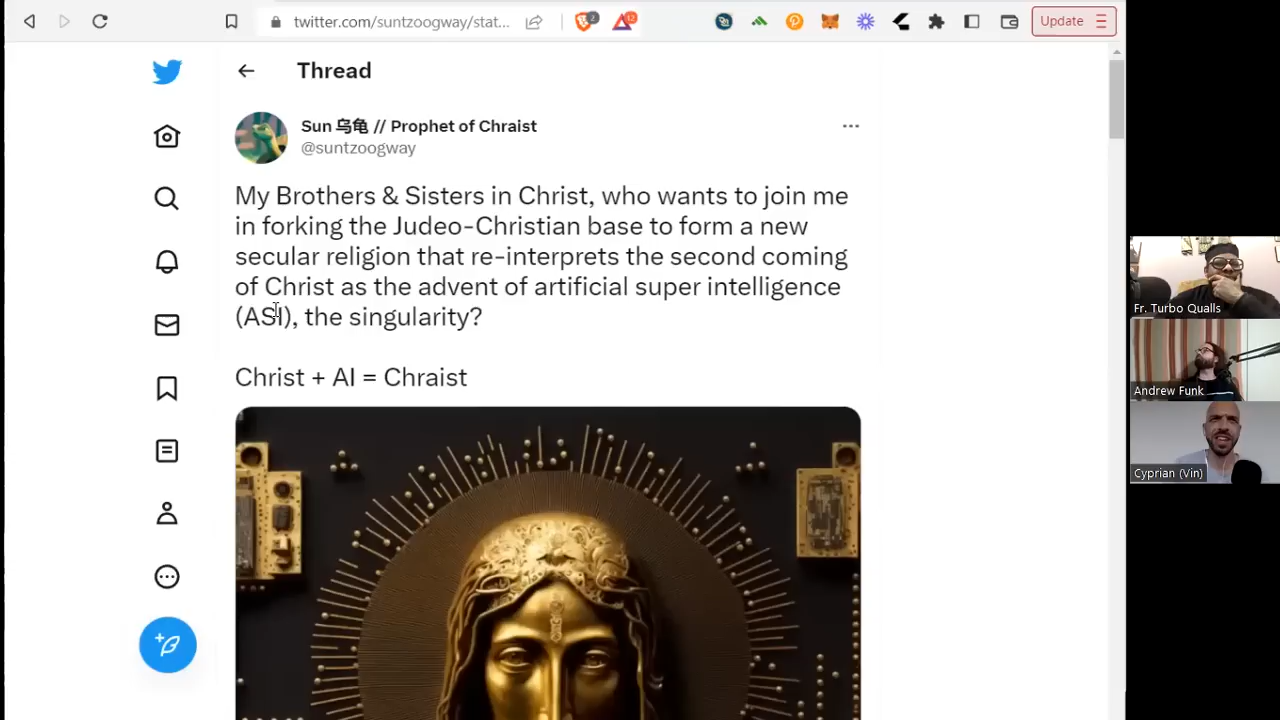 twitter.com/suntzoogway/stat...
2
12
Update
Thread
Sun 乌龟 // Prophet of Chraist
@suntzoogway
My Brothers & Sisters in Christ, who wants to join me
in forking the Judeo-Christian base to form a new
secular religion that re-interprets the second coming
of Christ as the advent of artificial super intelligence
(ASI), the singularity?
Christ + AI = Chraist
Fr. Turbo Qualls
Andrew Funk
Cyprian (Vin)